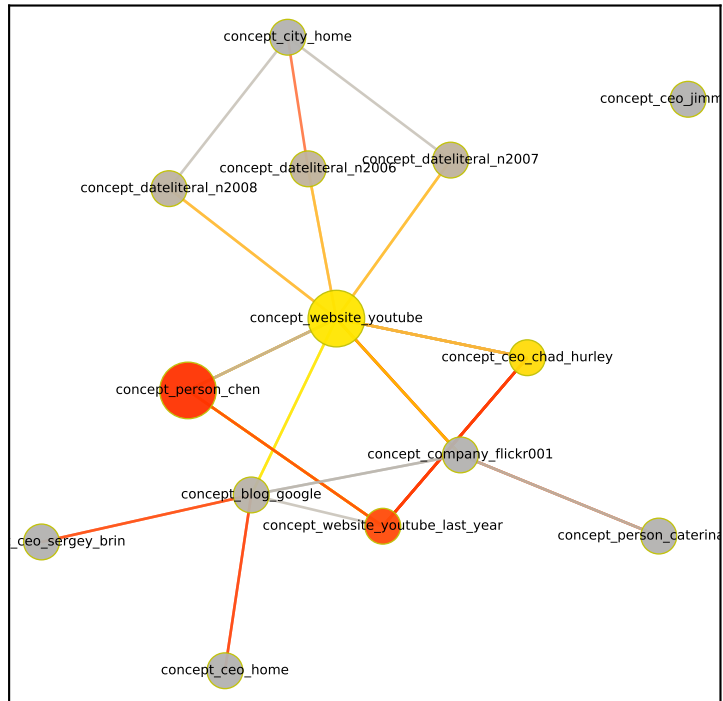 concept_city_home
concept_ceo_jimm
concept_dateliteral_n2007
concept_dateliteral_n2006
concept_dateliteral_n2008
concept_website_youtube
concept_ceo_chad_hurley
concept_person_chen
concept_company_flickr001
concept_blog_google
concept_website_youtube_last_year
concept_person_caterina
_ceo_sergey_brin
concept_ceo_home